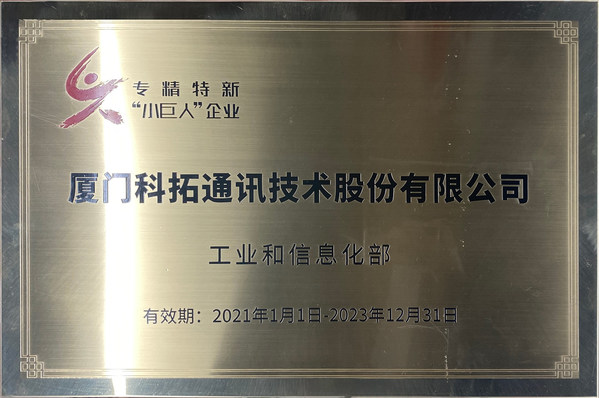 专精特新
“小巨人”企业
厦门科拓通讯技术股份有限公司
工业和信息化部
有效期：2021年1月1日-2023年12月31日